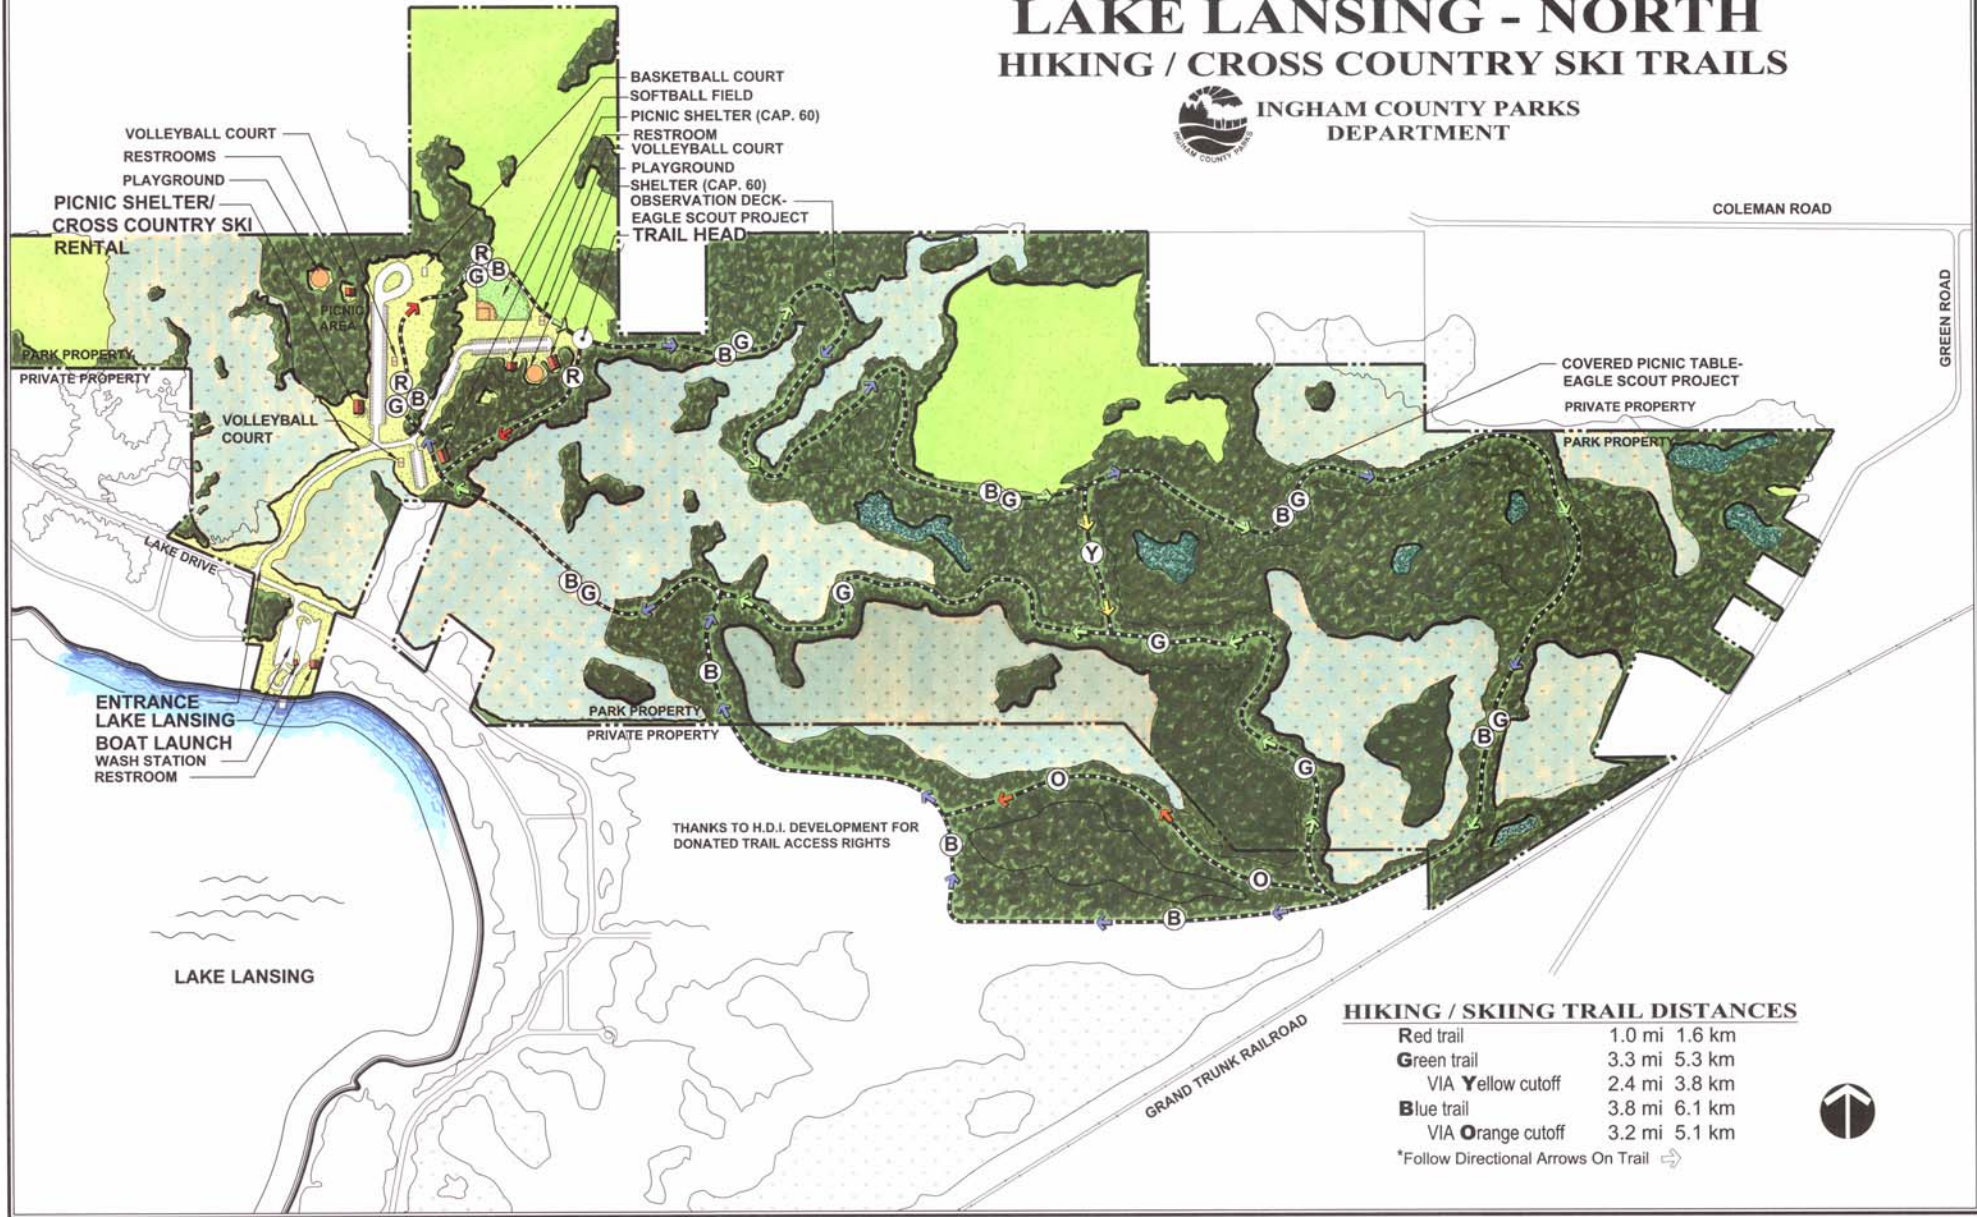 LAKE LANSING - NORTH
HIKING / CROSS COUNTRY SKI TRAILS
INGHAM COUNTY PARKS
DEPARTMENT
INGHAM COUNTY PARKS
BASKETBALL COURT
SOFTBALL FIELD
PICNIC SHELTER (CAP. 60)
RESTROOM
VOLLEYBALL COURT
PLAYGROUND
SHELTER (CAP. 60)
OBSERVATION DECK-
EAGLE SCOUT PROJECT
TRAIL HEAD
VOLLEYBALL COURT
RESTROOMS
PLAYGROUND
PICNIC SHELTER/
CROSS COUNTRY SKI
RENTAL
COLEMAN ROAD
GREEN ROAD
R
G B
PICNIC
AREA
PARK PROPERTY
PRIVATE PROPERTY
B G
R
R
G B
VOLLEYBALL
COURT
COVERED PICNIC TABLE-
EAGLE SCOUT PROJECT
PRIVATE PROPERTY
PARK PROPERTY
B G
G
B
LAKE DRIVE
Y
B G
G
G
B
PARK PROPERTY
PRIVATE PROPERTY
G
B
G
O
ENTRANCE
LAKE LANSING
BOAT LAUNCH
WASH STATION
RESTROOM
THANKS TO H.D.I. DEVELOPMENT FOR
DONATED TRAIL ACCESS RIGHTS
B
O
B
LAKE LANSING
GRAND TRUNK RAILROAD
HIKING / SKIING TRAIL DISTANCES
Red trail 1.0 mi 1.6 km
Green trail 3.3 mi 5.3 km
VIA Yellow cutoff 2.4 mi 3.8 km
Blue trail 3.8 mi 6.1 km
VIA Orange cutoff 3.2 mi 5.1 km
*Follow Directional Arrows On Trail